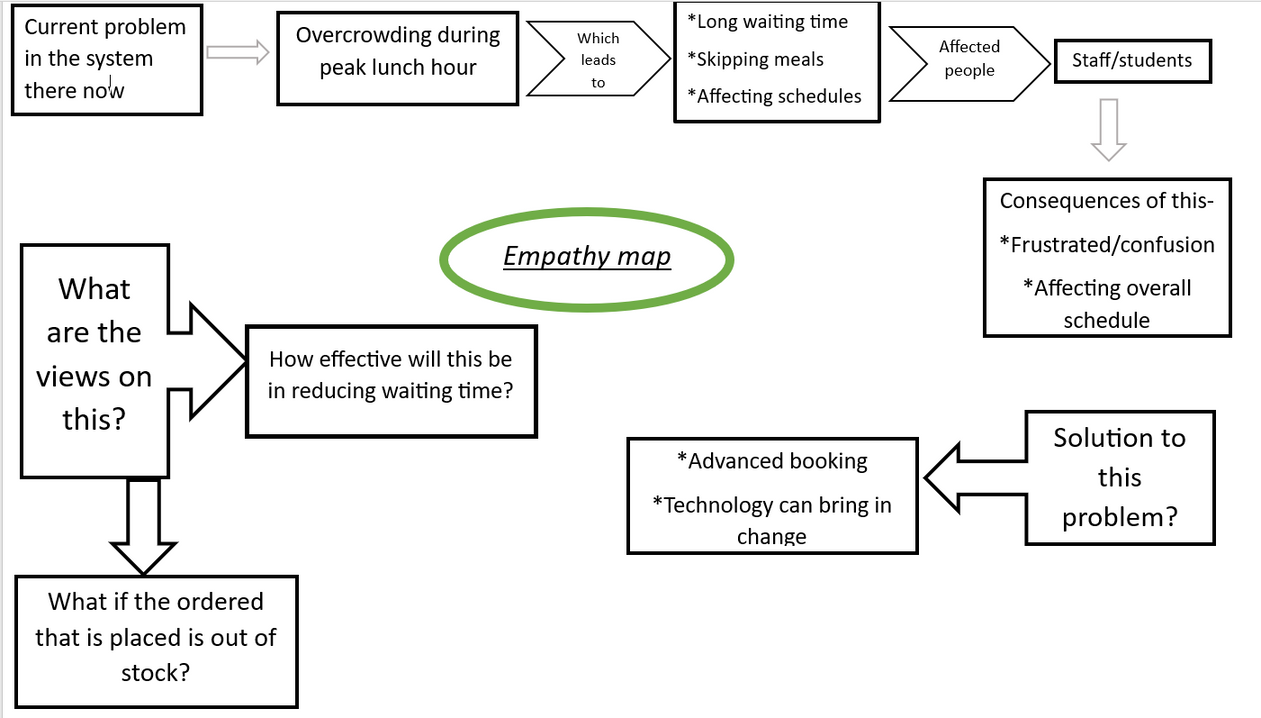 Current problem
in the system
there now
Overcrowding during
peak lunch hour
Which
leads
to
*Long waiting time
*Skipping meals
*Affecting schedules
Affected
people
Staff/students
Consequences of this-
*Frustrated/confusion
*Affecting overall
schedule
Empathy map
What
are the
views on
this?
How effective will this be
in reducing waiting time?
Solution to
this
problem?
*Advanced booking
*Technology can bring in
change
What if the ordered
that is placed is out of
stock?